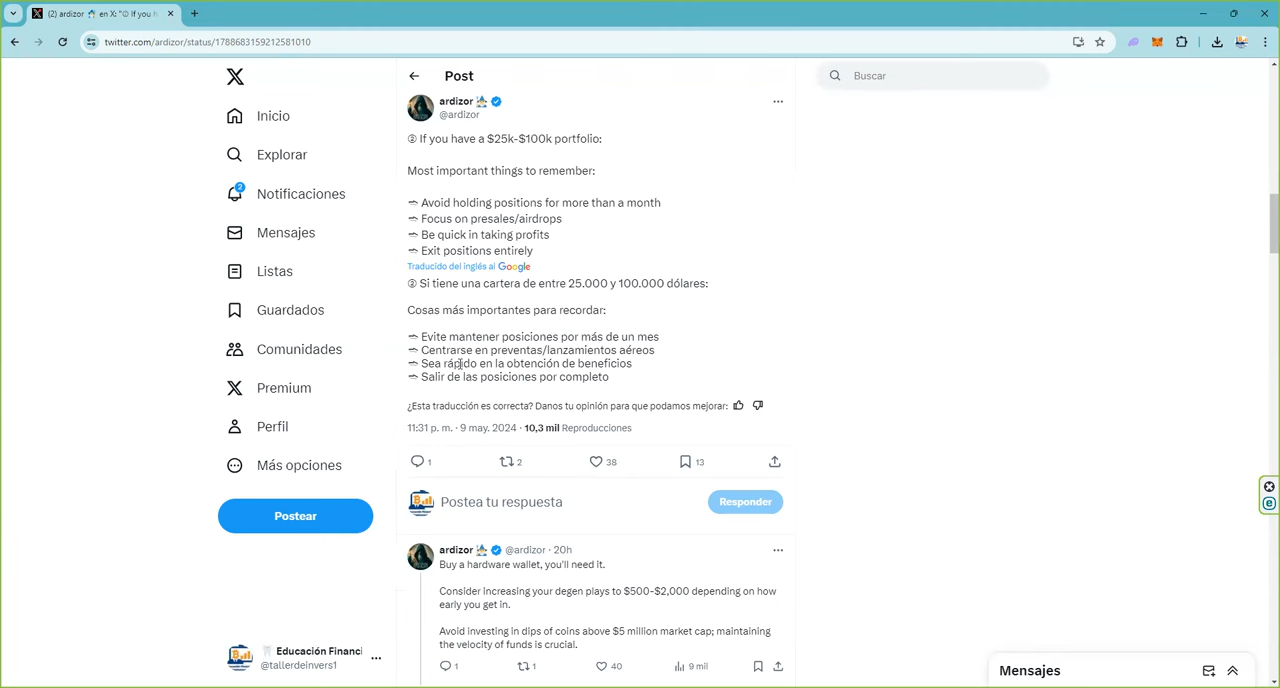 (2) ardizor en X: "② If you h
twitter.com/ardizor/status/1788683159212581010
Post
Buscar
Inicio
Explorar
2
Notificaciones
Mensajes
Listas
Guardados
Comunidades
Premium
Perfil
Más opciones
Postear
Educación Financi
@tallerdeinvers1
ardizor
@ardizor
② If you have a $25k-$100k portfolio:
Most important things to remember:
Avoid holding positions for more than a month
Focus on presales/airdrops
Be quick in taking profits
Exit positions entirely
Traducido del inglés al Google
② Si tiene una cartera de entre 25.000 y 100.000 dólares:
Cosas más importantes para recordar:
Evite mantener posiciones por más de un mes
Centrarse en preventas/lanzamientos aéreos
Sea rápido en la obtención de beneficios
Salir de las posiciones por completo
¿Esta traducción es correcta? Danos tu opinión para que podamos mejorar:
11:31 p. m. · 9 may. 2024 · 10,3 mil Reproducciones
1 2 38 13
Postea tu respuesta
Responder
ardizor @ardizor · 20h
Buy a hardware wallet, you'll need it.
Consider increasing your degen plays to $500-$2,000 depending on how
early you get in.
Avoid investing in dips of coins above $5 million market cap; maintaining
the velocity of funds is crucial.
1 1 40 9 mil
Mensajes